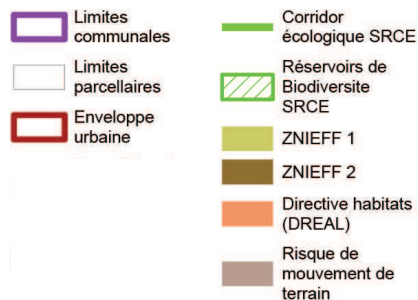 Limites
communales
Limites
parcellaires
Enveloppe
urbaine
Corridor
écologique SRCE
Réservoirs de
Biodiversite
SRCE
ZNIEFF 1
ZNIEFF 2
Directive habitats
(DREAL)
Risque de
mouvement de
terrain